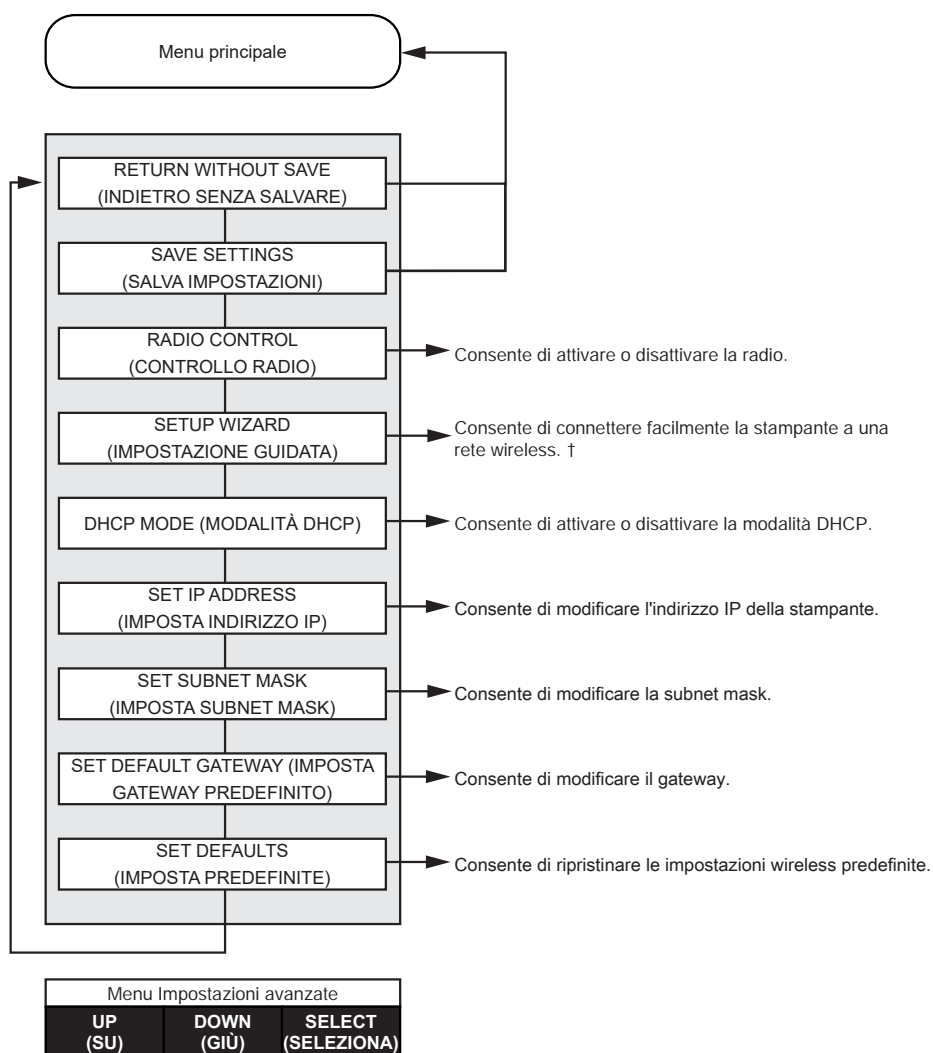 Menu principale
RETURN WITHOUT SAVE
(INDIETRO SENZA SALVARE)
SAVE SETTINGS
(SALVA IMPOSTAZIONI)
RADIO CONTROL
(CONTROLLO RADIO)
Consente di attivare o disattivare la radio.
SETUP WIZARD
(IMPOSTAZIONE GUIDATA)
Consente di connettere facilmente la stampante a una
rete wireless. †
DHCP MODE (MODALITÀ DHCP)
Consente di attivare o disattivare la modalità DHCP.
SET IP ADDRESS
(IMPOSTA INDIRIZZO IP)
Consente di modificare l'indirizzo IP della stampante.
SET SUBNET MASK
(IMPOSTA SUBNET MASK)
Consente di modificare la subnet mask.
SET DEFAULT GATEWAY (IMPOSTA
GATEWAY PREDEFINITO)
Consente di modificare il gateway.
SET DEFAULTS
(IMPOSTA PREDEFINITE)
Consente di ripristinare le impostazioni wireless predefinite.
Menu Impostazioni avanzate
UP
(SU)
DOWN
(GIÙ)
SELECT
(SELEZIONA)